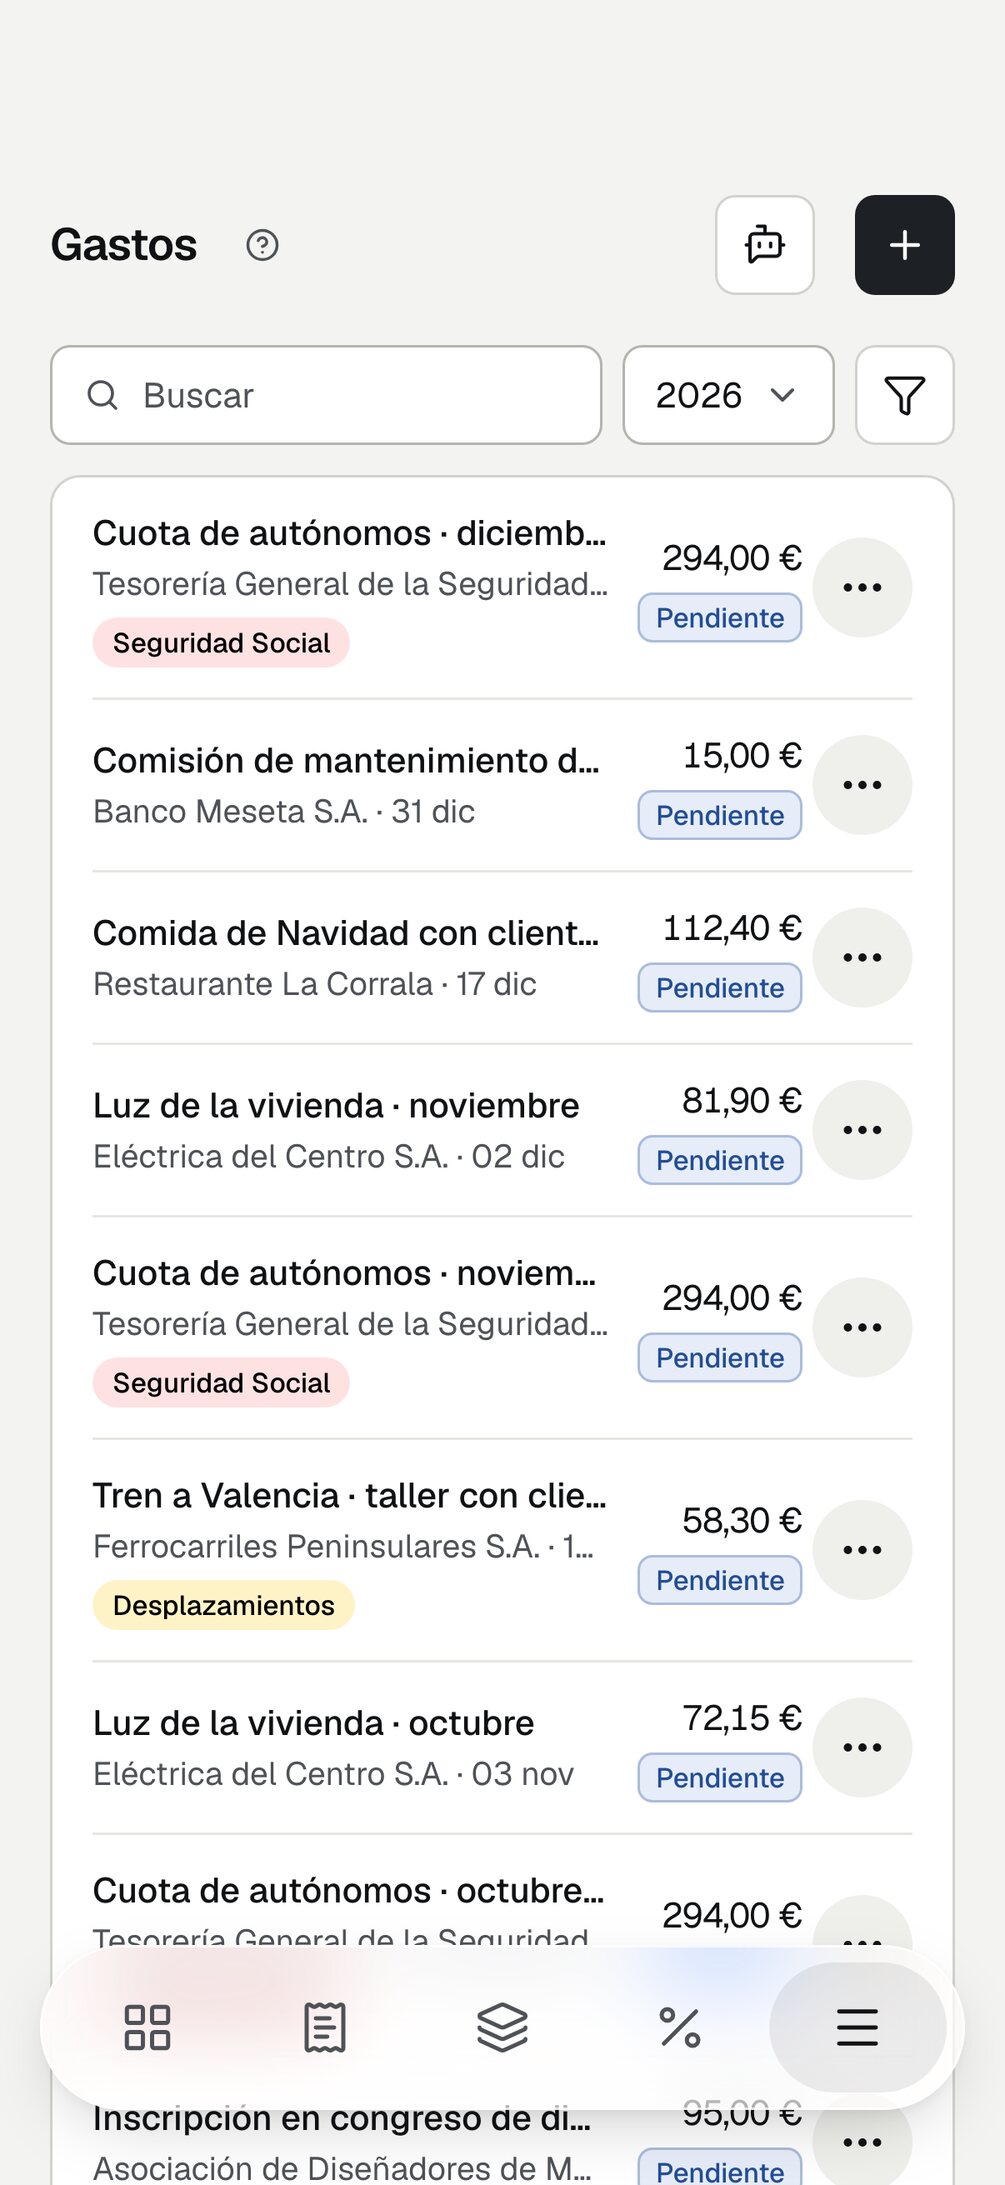 Gastos
Buscar
2026
Cuota de autónomos · diciemb...
294,00 €
Tesorería General de la Seguridad...
Pendiente
Seguridad Social
Comisión de mantenimiento d...
15,00 €
Banco Meseta S.A. · 31 dic
Pendiente
Comida de Navidad con client...
112,40 €
Restaurante La Corrala · 17 dic
Pendiente
Luz de la vivienda · noviembre
81,90 €
Eléctrica del Centro S.A. · 02 dic
Pendiente
Cuota de autónomos · noviem...
294,00 €
Tesorería General de la Seguridad...
Pendiente
Seguridad Social
Tren a Valencia · taller con clie...
58,30 €
Ferrocarriles Peninsulares S.A. · 1...
Pendiente
Desplazamientos
Luz de la vivienda · octubre
72,15 €
Eléctrica del Centro S.A. · 03 nov
Pendiente
Cuota de autónomos · octubre...
294,00 €
Tesorería General de la Seguridad
Inscripción en congreso de di...
95,00 €
Asociación de Diseñadores de M...
Pendiente